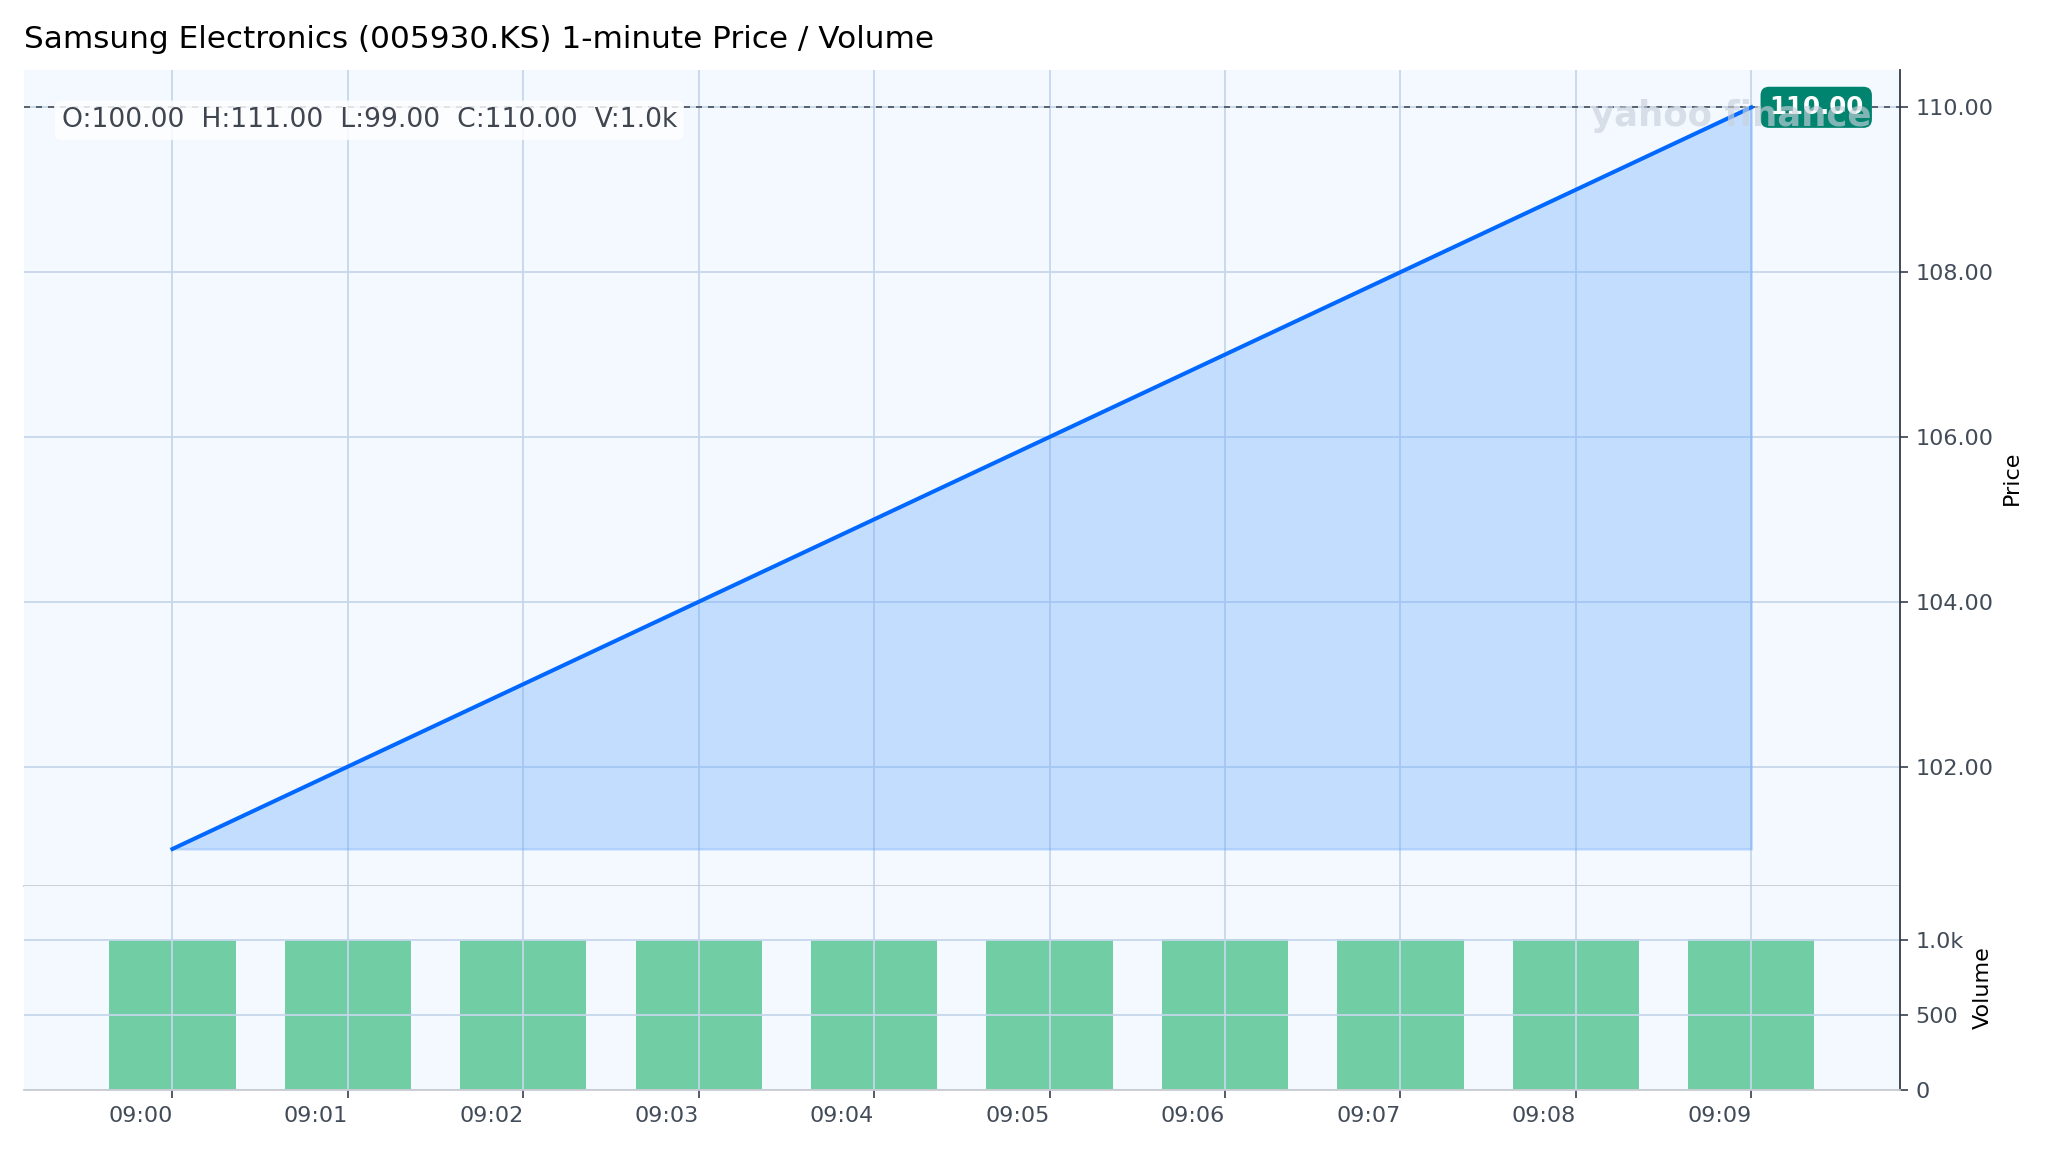 Samsung Electronics (005930.KS) 1-minute Price / Volume
O:100.00 H:111.00 L:99.00 C:110.00 V:1.0k
yahoo finance
110.00
110.00
108.00
106.00
104.00
102.00
Price
1.0k
500
0
Volume
09:00 09:01 09:02 09:03 09:04 09:05 09:06 09:07 09:08 09:09